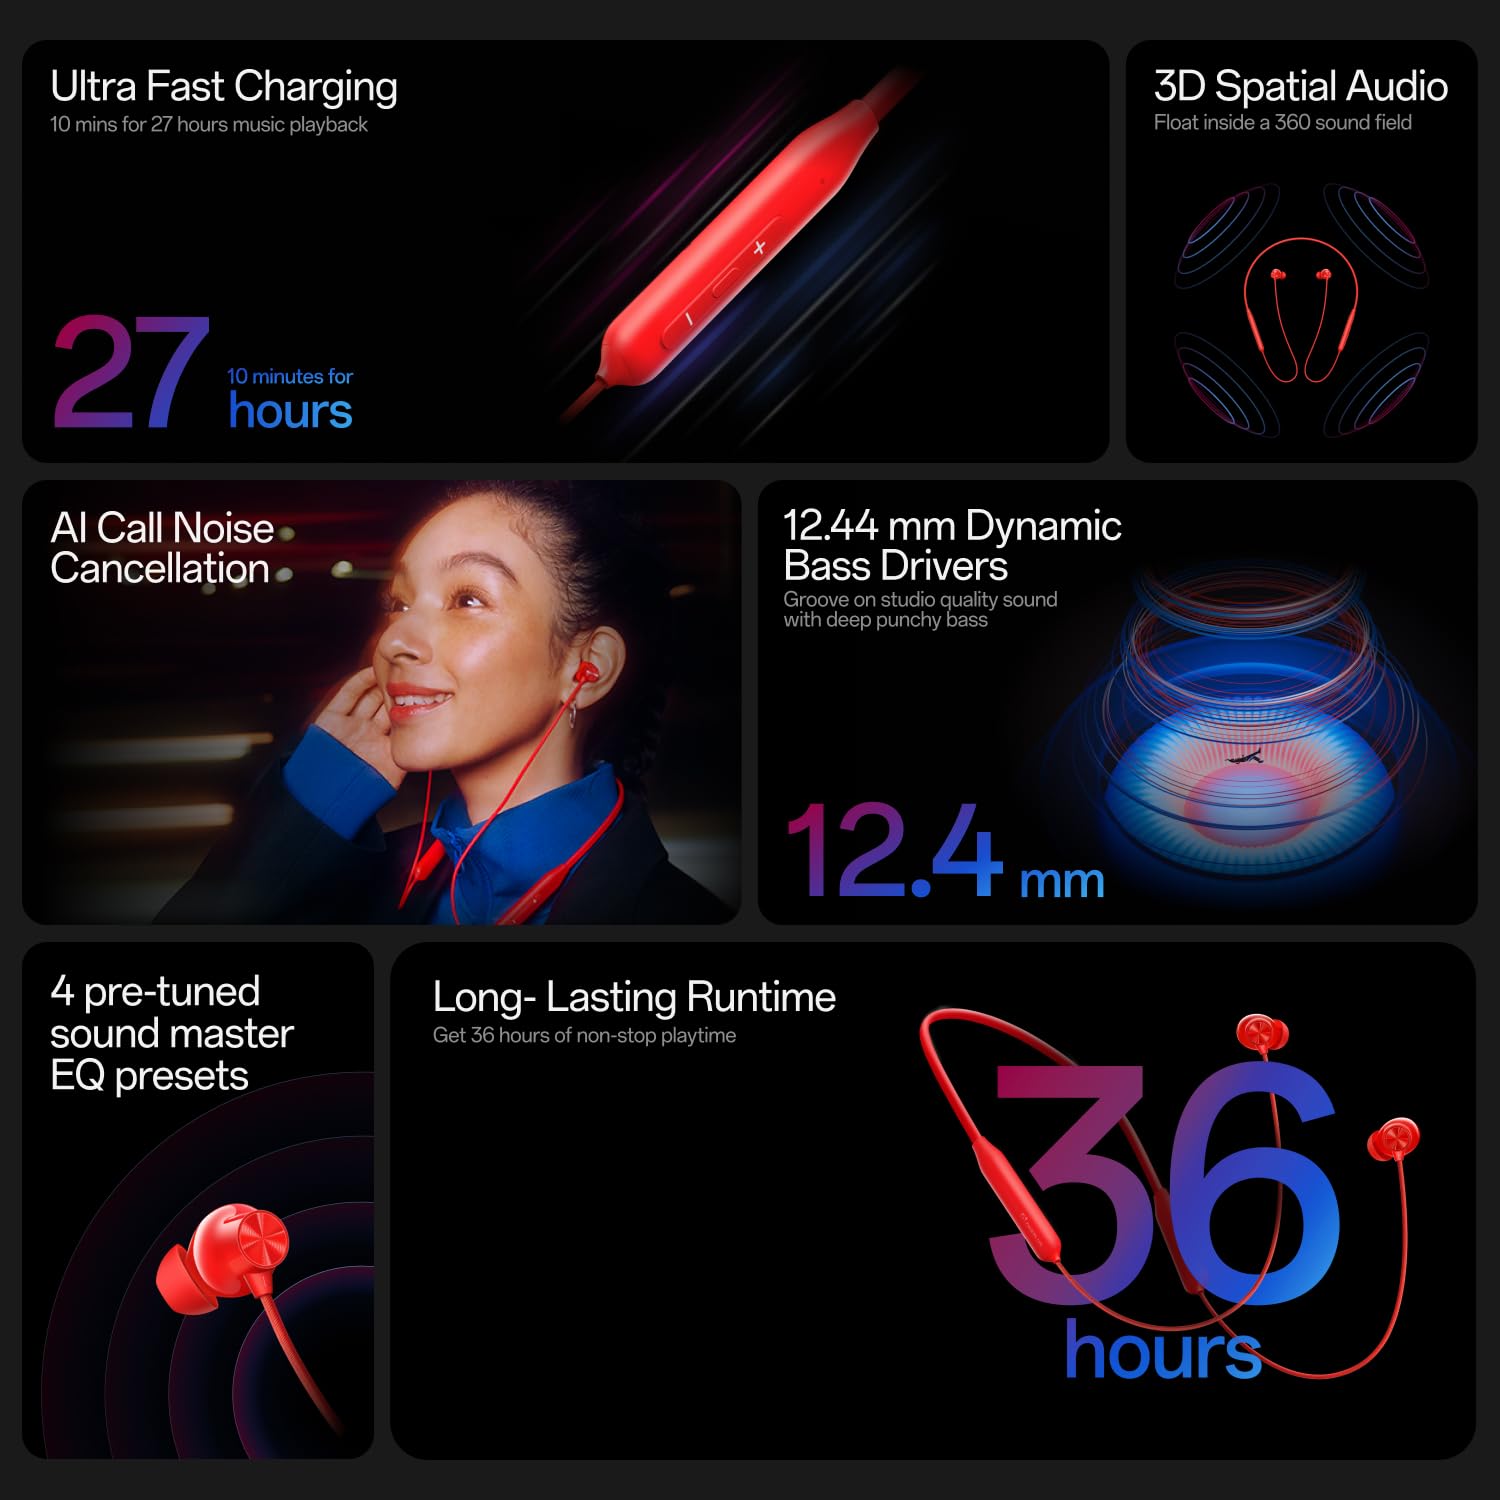 Ultra Fast Charging
10 mins for 27 hours music playback
27
10 minutes for
hours
3D Spatial Audio
Float inside a 360 sound field
AI Call Noise
Cancellation
12.44 mm Dynamic
Bass Drivers
Groove on studio quality sound
with deep punchy bass
12.4 mm
4 pre-tuned
sound master
EQ presets
Long- Lasting Runtime
Get 36 hours of non-stop playtime
36
hours